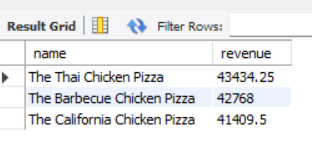 Result Grid Filter Rows:
name revenue
The Thai Chicken Pizza 43434.25
The Barbecue Chicken Pizza 42768
The California Chicken Pizza 41409.5